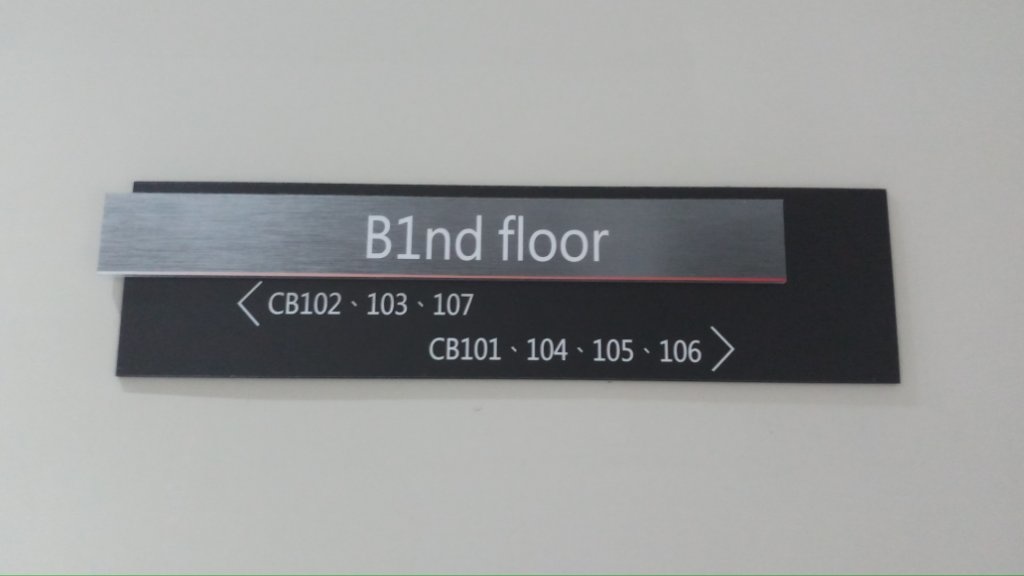 B1nd floor
< CB102、103、107
CB101、104、105、106 >